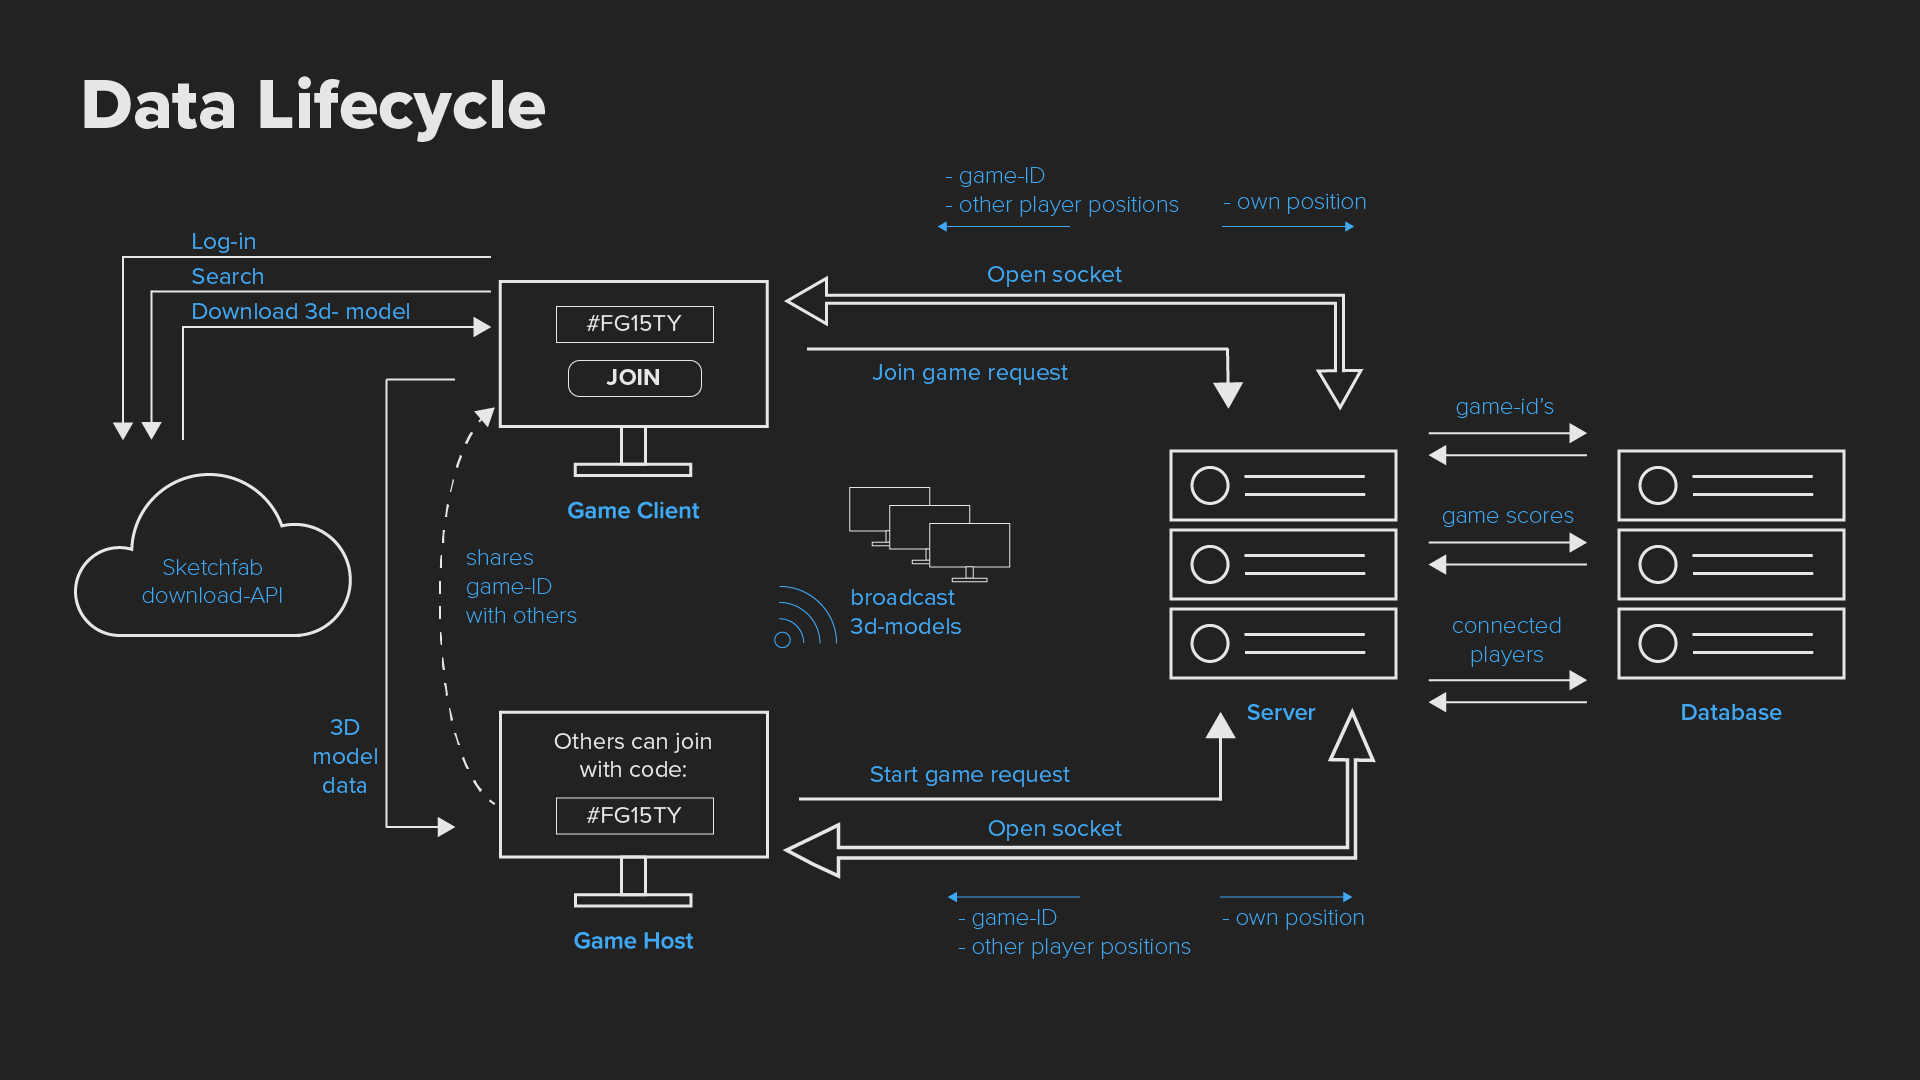 Data Lifecycle
- game-ID
- other player positions
- own position
Log-in
Search
Download 3d- model
Open socket
#FG15TY
JOIN
Join game request
game-id's
Game Client
game scores
Sketchfab
download-API
shares
game-ID
with others
broadcast
3d-models
connected
players
Server
Database
3D
model
data
Others can join
with code:
#FG15TY
Start game request
Open socket
Game Host
- game-ID
- other player positions
- own position